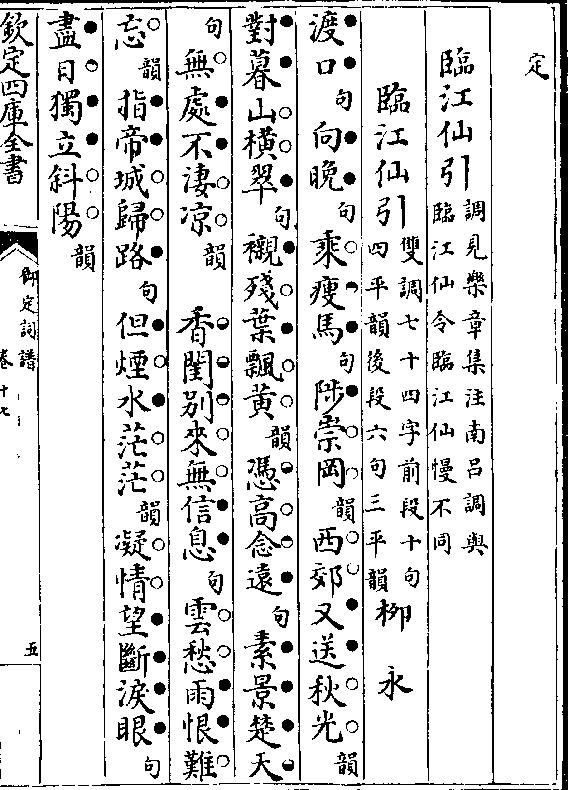 定
臨江仙引調見樂章集注南呂調與臨江仙令臨江仙慢不同
臨江仙引雙調七十四字前段十句四平韻後段六句三平韻 柳永
渡口句向晚句乘瘦馬句陟崇岡韻西郊又送秋光韻
對暮山橫翠句襯殘葉飄黃韻憑高念遠句素景楚天
句無處不淒涼韻 香閨別來無信息句雲愁雨恨難
忘韻指帝城歸路句但煙水茫茫韻凝情望斷淚眼句
盡日獨立斜陽韻
欽定四庫全書
御定詞譜
卷十七
五